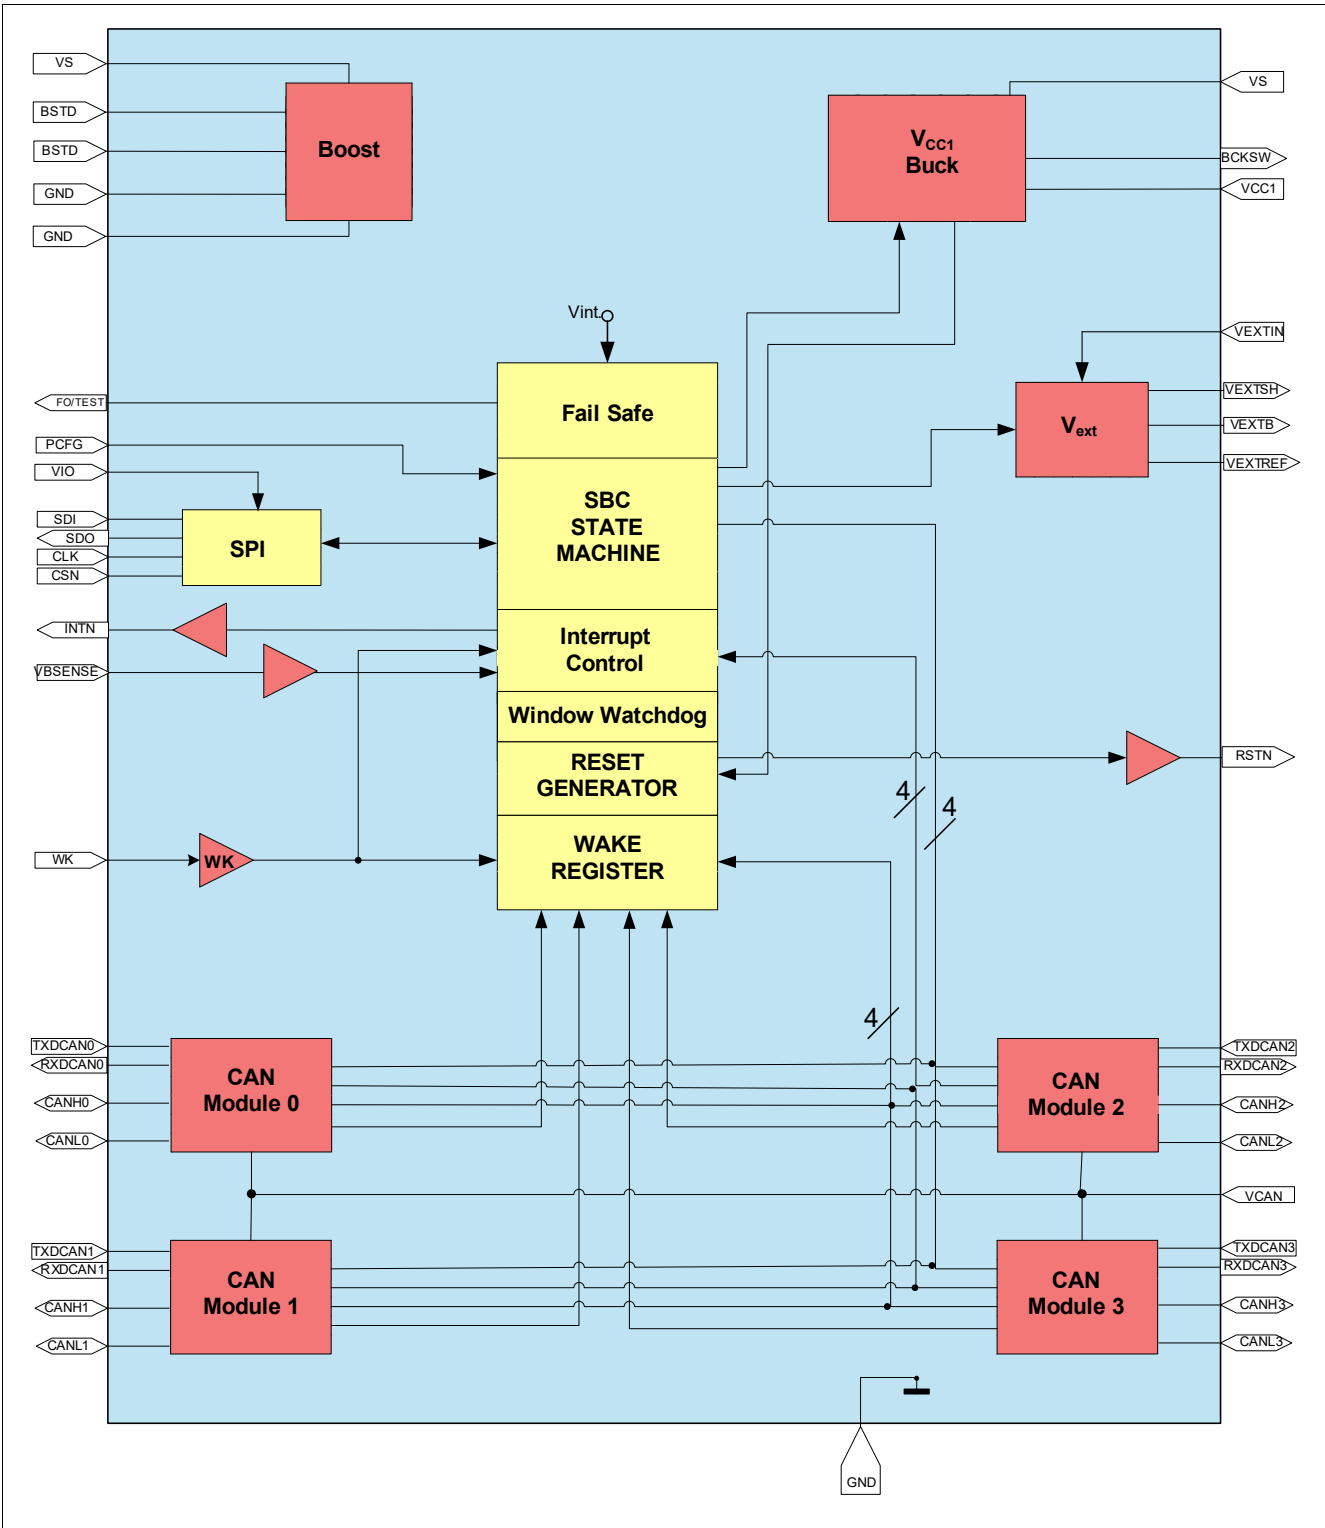 VS
BSTD
BSTD
GND
GND
Boost
VCC1
Buck
VS
BCKSW
VCC1
Vint.
VEXTIN
VEXTSH
VEXTB
VEXTREF
Vext
FO/TEST
PCFG
VIO
SDI
SDO
CLK
CSN
SPI
Fail Safe
SBC
STATE
MACHINE
INTN
VBSENSE
Interrupt
Control
Window Watchdog
RESET
GENERATOR
RSTN
WAKE
REGISTER
WK
WK
4
4
4
TXDCAN0
RXDCAN0
CANH0
CANL0
CAN
Module 0
CAN
Module 2
TXDCAN2
RXDCAN2
CANH2
CANL2
VCAN
TXDCAN1
RXDCAN1
CANH1
CANL1
CAN
Module 1
CAN
Module 3
TXDCAN3
RXDCAN3
CANH3
CANL3
GND